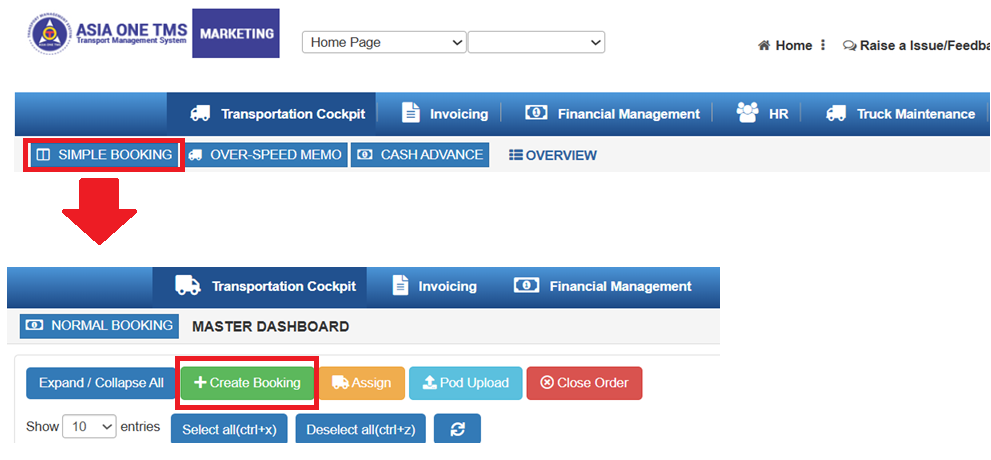 ASIA ONE TMS
Transport Management System
MARKETING
Home Page
Home
Raise a Issue/Feedba
Transportation Cockpit
Invoicing
Financial Management
HR
Truck Maintenance
SIMPLE BOOKING
OVER-SPEED MEMO
CASH ADVANCE
OVERVIEW
Transportation Cockpit
Invoicing
Financial Management
NORMAL BOOKING
MASTER DASHBOARD
Expand / Collapse All
Create Booking
Assign
Pod Upload
Close Order
Show 10 entries
Select all(ctrl+x)
Deselect all(ctrl+z)